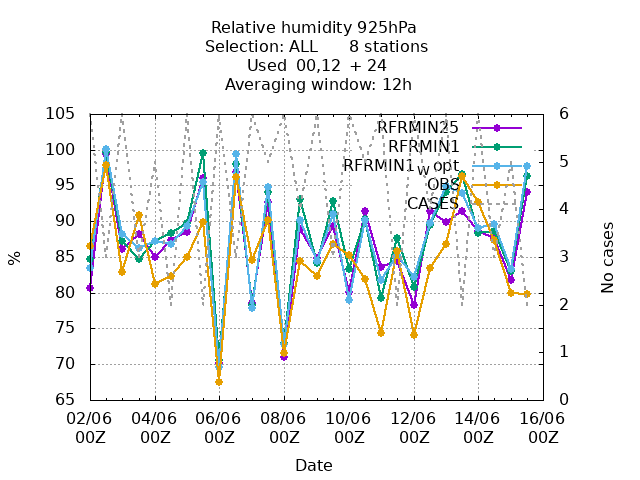 Relative humidity 925hPa
Selection: ALL 8 stations
Used 00,12 + 24
Averaging window: 12h
105
100
95
90
85
80
75
70
65
%
6
5
4
3
2
1
0
No cases
RFRMIN25
RFRMIN1
RFRMIN1w opt
OBS
CASES
02/06 04/06 06/06 08/06 10/06 12/06 14/06 16/06
00Z 00Z 00Z 00Z 00Z 00Z 00Z 00Z
Date